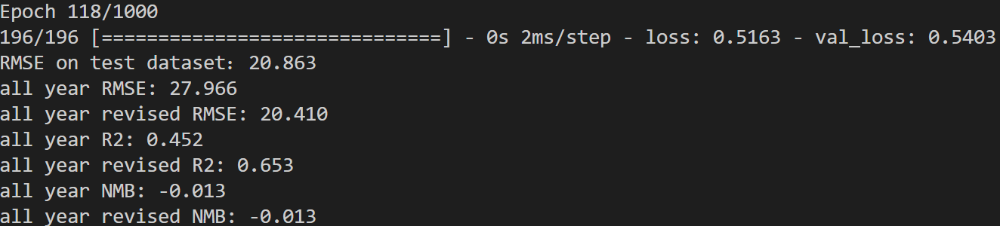 Epoch 118/1000
196/196 [==============================] - 0s 2ms/step - loss: 0.5163 - val_loss: 0.5403
RMSE on test dataset: 20.863
all year RMSE: 27.966
all year revised RMSE: 20.410
all year R2: 0.452
all year revised R2: 0.653
all year NMB: -0.013
all year revised NMB: -0.013